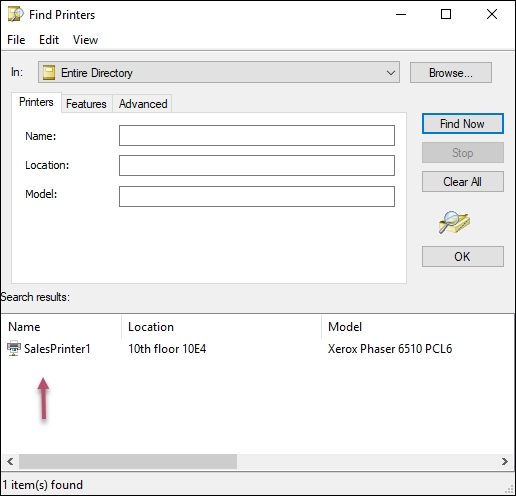 Find Printers
File Edit View
In: Entire Directory Browse...
Printers Features Advanced
Name:
Location:
Model:
Find Now
Stop
Clear All
OK
Search results:
Name Location Model
SalesPrinter1 10th floor 10E4 Xerox Phaser 6510 PCL6
1 item(s) found